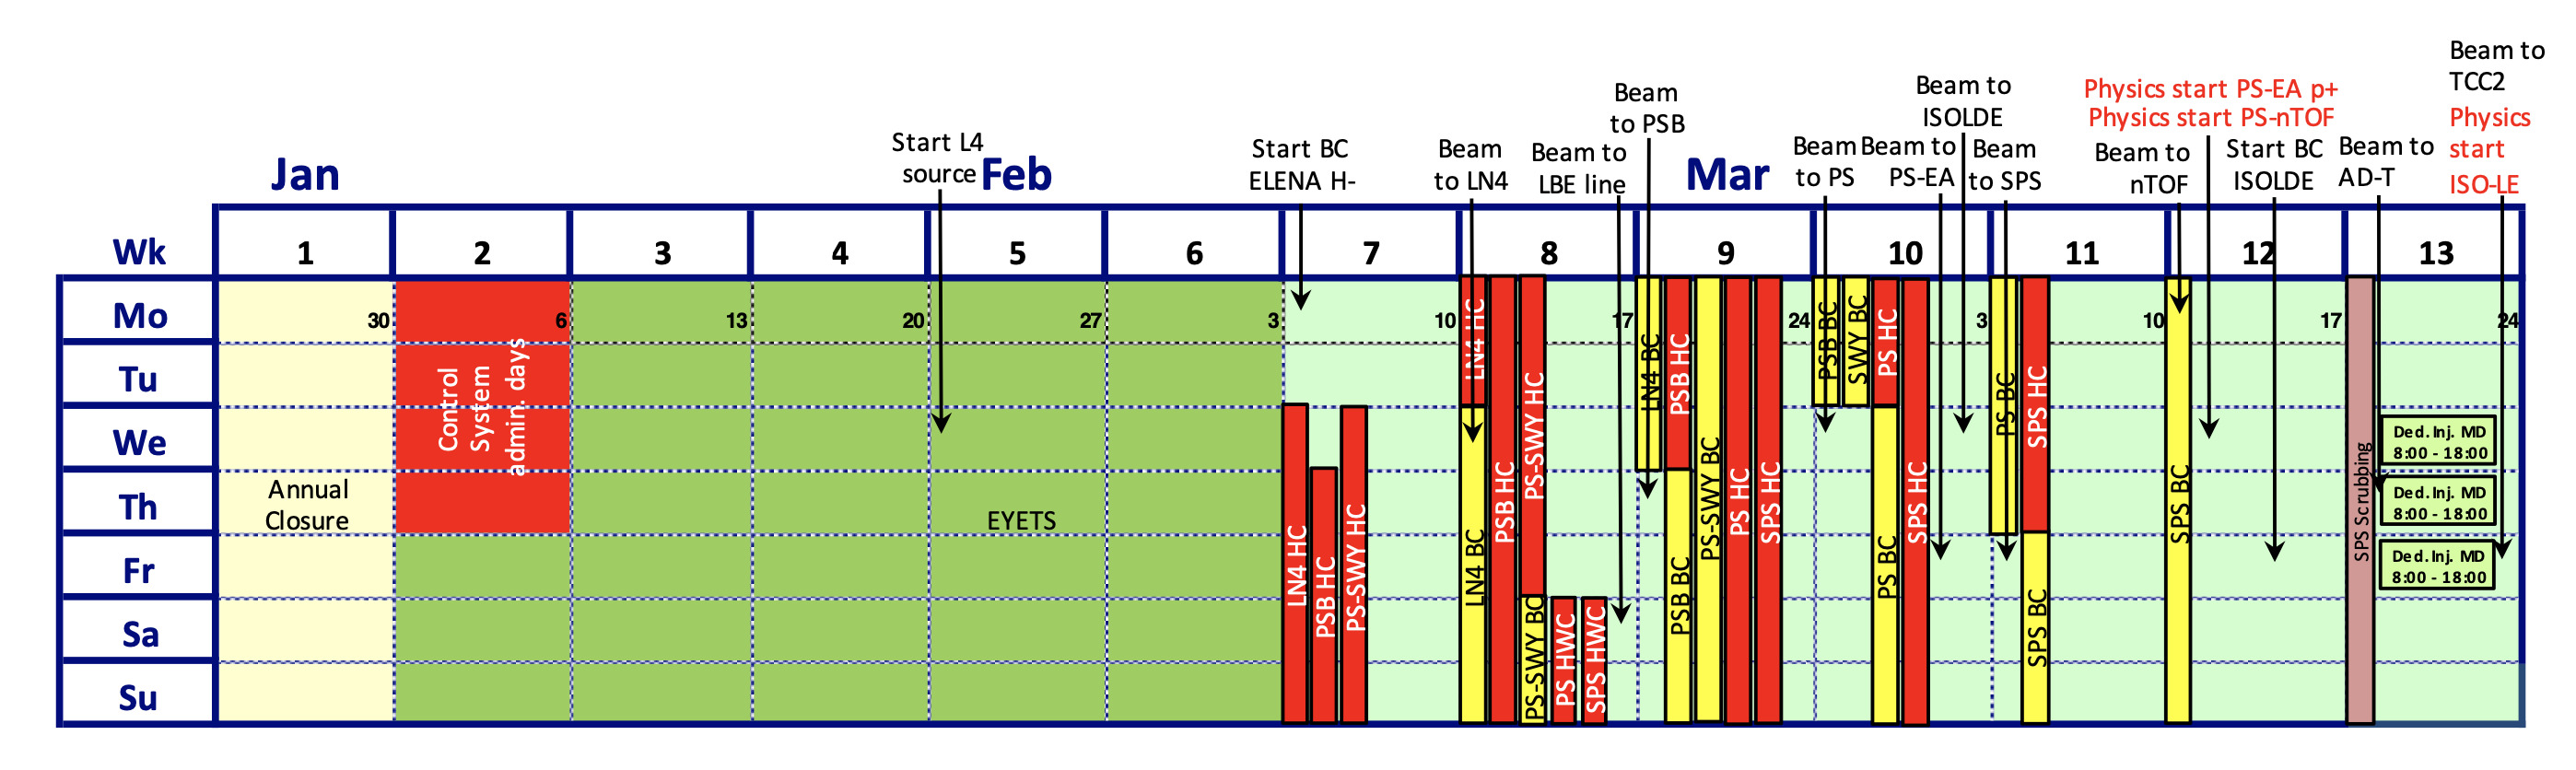 Beam to
TCC2
Physics
start
ISO-LE
Beam to
ISOLDE
Physics start PS-EA p+
Physics start PS-nTOF
Beam
to PSB
Start L4
source
Start BC
ELENA H-
Beam
to LN4
Beam to
LBE line
Beam
to PS
Beam to
PS-EA
Beam
to SPS
Beam to
nTOF
Start BC
ISOLDE
Beam to
AD-T
Jan
Feb
Mar
Wk 1 2 3 4 5 6 7 8 9 10 11 12 13
Mo 30 6 13 20 27 3 10 17 24 3 10 17 24
Tu
We
Th
Fr
Sa
Su
Annual
Closure
Control
System
admin. days
EYETS
LN4 HC
PSB HC
PS-SWY HC
LN4 HC
LN4 BC
PSB HC
PS-SWY HC
PS-SWY BC
PS HWC
SPS HWC
LN4 BC
PSB HC
PSB BC
PS-SWY BC
PS HC
SPS HC
PSB BC
SWY BC
PS HC
PS BC
SPS HC
PS BC
SPS HC
SPS BC
SPS BC
SPS Scrubbing
Ded. Inj. MD
8:00 - 18:00
Ded. Inj. MD
8:00 - 18:00
Ded. Inj. MD
8:00 - 18:00